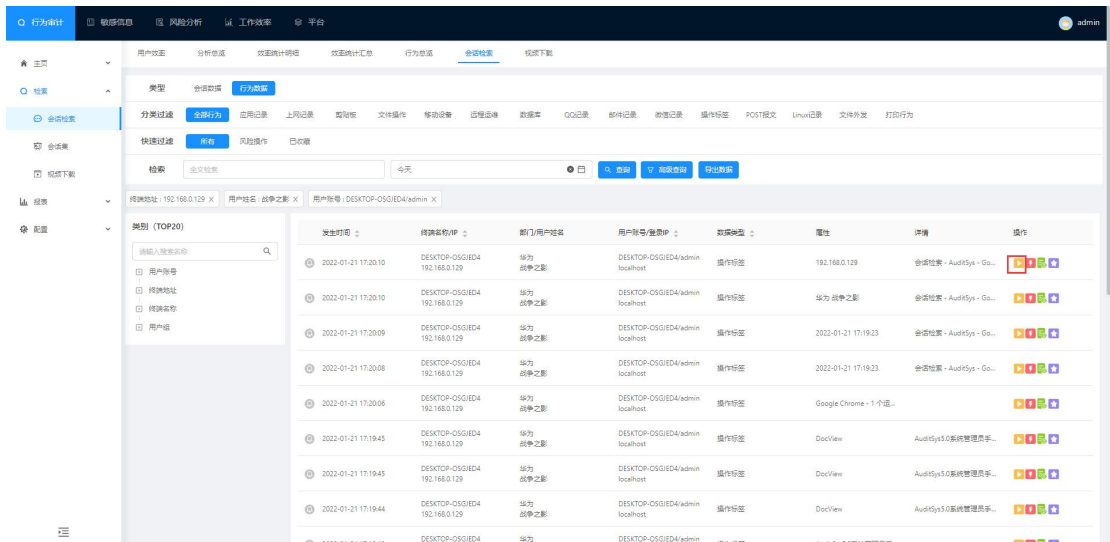 行为审计 敏感信息 风险分析 工作效率 平台 admin
主页 用户效率 分析总览 效率统计明细 效率统计汇总 行为总览 会话检索 视频下载
检索 类型 会话数据 行为数据
会话检索 分类过滤 全部行为 应用记录 上网记录 剪贴板 文件操作 移动设备 远程运维 数据库 QQ记录 邮件记录 微信记录 操作标签 POST报文 Linux记录 文件外发 打印行为
会话集 快速过滤 所有 风险操作 已收藏
视频下载 检索 全文检索 今天 查询 高级查询 导出数据
报表 终端地址 : 192.168.0.129 X 用户姓名 : 战争之影 X 用户账号 : DESKTOP-OSGJED4/admin X
配置 类别（TOP20） 发生时间 终端名称/IP 部门/用户姓名 用户账号/登录IP 数据类型 属性 详情 操作
请输入搜索名称
用户账号
终端地址
终端名称
用户组
2022-01-21 17:20:10 DESKTOP-OSGJED4 华为 DESKTOP-OSGJED4/admin 操作标签 192.168.0.129 会话检索 - AuditSys - Go...
192.168.0.129 战争之影 localhost
2022-01-21 17:20:10 DESKTOP-OSGJED4 华为 DESKTOP-OSGJED4/admin 操作标签 华为 战争之影 会话检索 - AuditSys - Go...
192.168.0.129 战争之影 localhost
2022-01-21 17:20:09 DESKTOP-OSGJED4 华为 DESKTOP-OSGJED4/admin 操作标签 2022-01-21 17:19:23 会话检索 - AuditSys - Go...
192.168.0.129 战争之影 localhost
2022-01-21 17:20:08 DESKTOP-OSGJED4 华为 DESKTOP-OSGJED4/admin 操作标签 2022-01-21 17:19:23 会话检索 - AuditSys - Go...
192.168.0.129 战争之影 localhost
2022-01-21 17:20:06 DESKTOP-OSGJED4 华为 DESKTOP-OSGJED4/admin 操作标签 Google Chrome - 1 个运...
192.168.0.129 战争之影 localhost
2022-01-21 17:19:45 DESKTOP-OSGJED4 华为 DESKTOP-OSGJED4/admin 操作标签 DocView AuditSys5.0系统管理员手...
192.168.0.129 战争之影 localhost
2022-01-21 17:19:45 DESKTOP-OSGJED4 华为 DESKTOP-OSGJED4/admin 操作标签 DocView AuditSys5.0系统管理员手...
192.168.0.129 战争之影 localhost
2022-01-21 17:19:44 DESKTOP-OSGJED4 华为 DESKTOP-OSGJED4/admin 操作标签 DocView AuditSys5.0系统管理员手...
192.168.0.129 战争之影 localhost
DESKTOP-OSGJED4 华为 DESKTOP-OSGJED4/admin